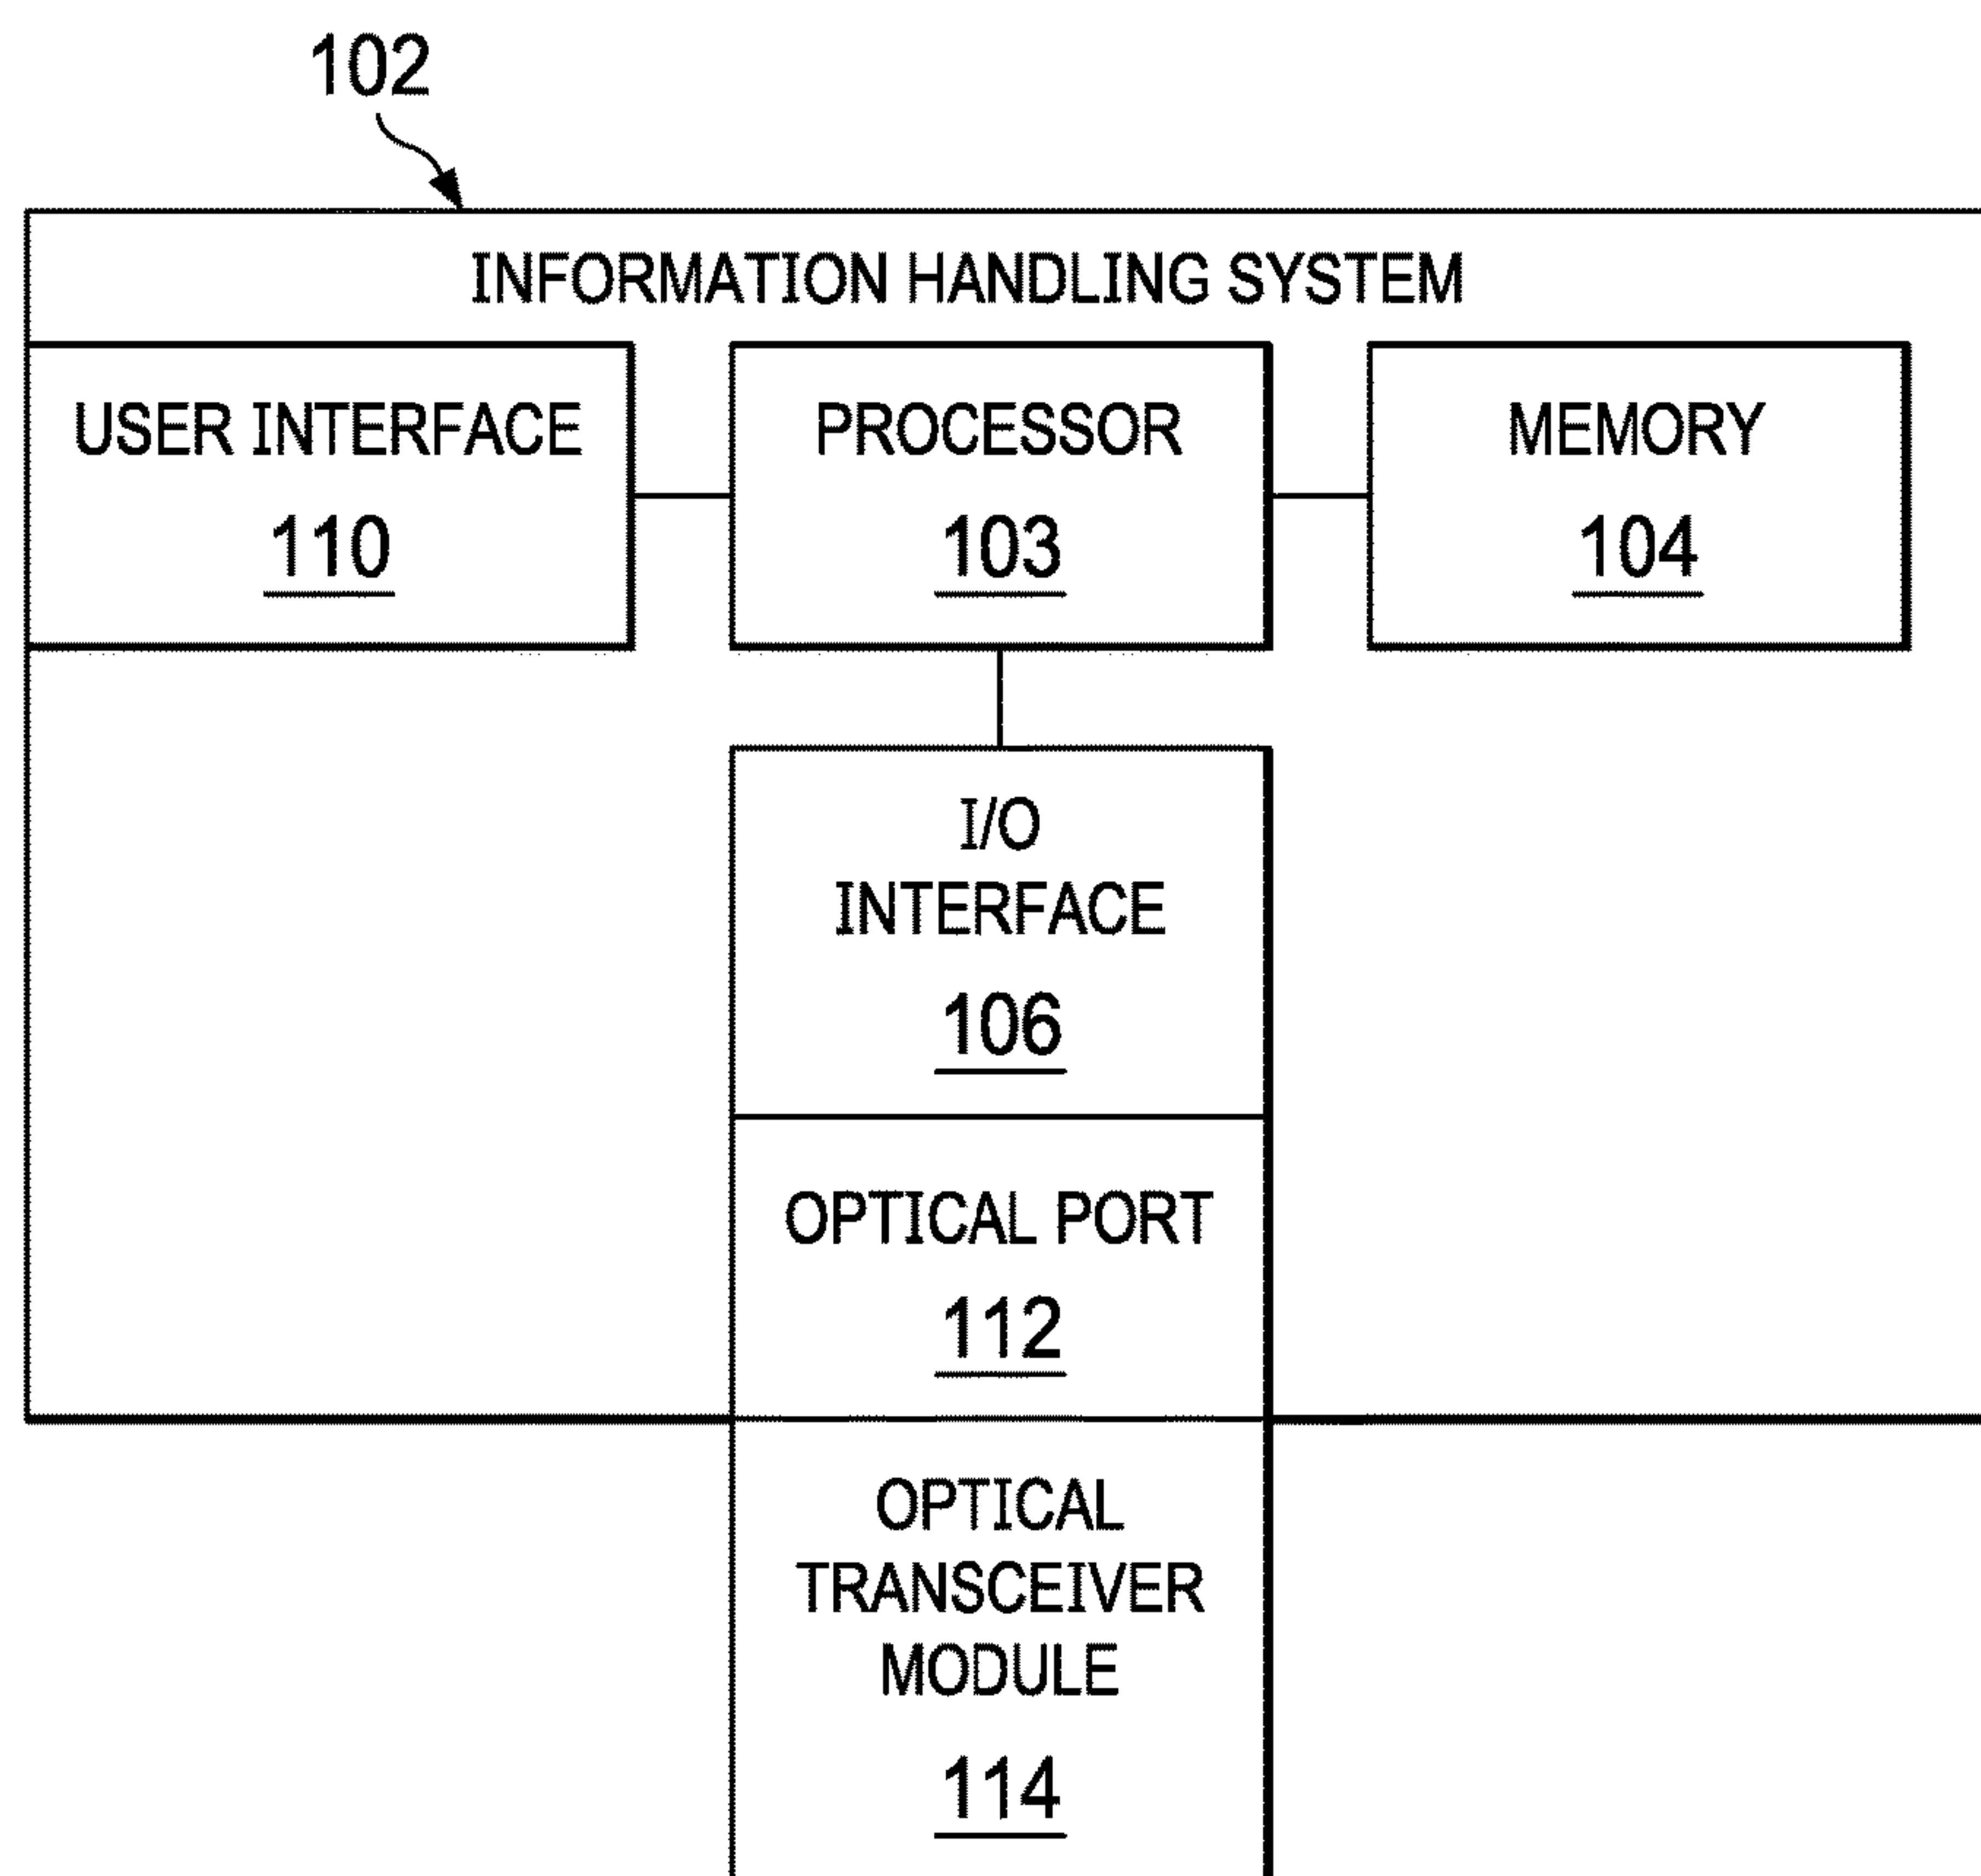 102
INFORMATION HANDLING SYSTEM
USER INTERFACE
110
PROCESSOR
103
MEMORY
104
I/O
INTERFACE
106
OPTICAL PORT
112
OPTICAL
TRANSCEIVER
MODULE
114